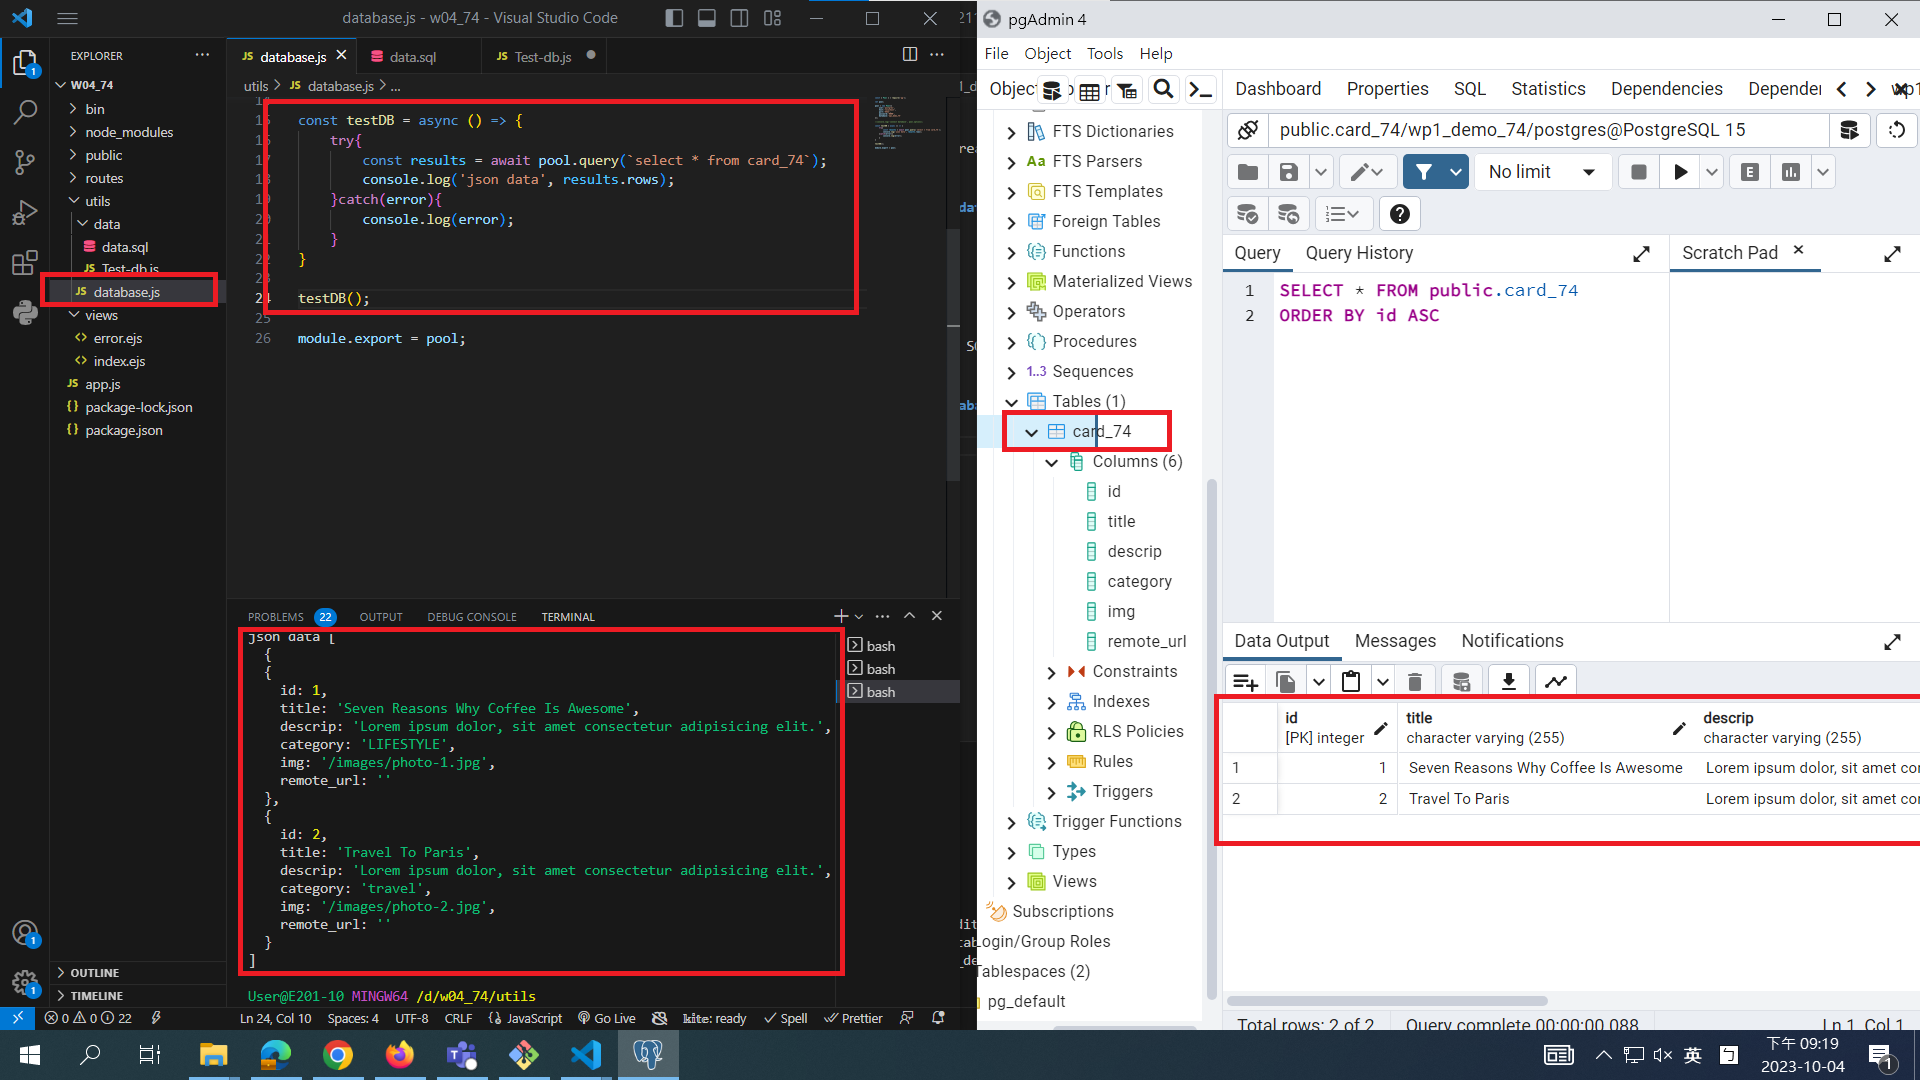 database.js - w04_74 - Visual Studio Code
EXPLORER
W04_74
bin
node_modules
public
routes
utils
data
data.sql
Test-db.js
database.js
views
error.ejs
index.ejs
app.js
package-lock.json
package.json
OUTLINE
TIMELINE
database.js
data.sql
Test-db.js
utils > JS database.js > ...
15 const testDB = async () => {
16 try{
17 const results = await pool.query(`select * from card_74`);
18 console.log('json data', results.rows);
19 }catch(error){
20 console.log(error);
21 }
22 }
23
24 testDB();
25
26 module.export = pool;
PROBLEMS 22 OUTPUT DEBUG CONSOLE TERMINAL
json data [
{
{
id: 1,
title: 'Seven Reasons Why Coffee Is Awesome',
descrip: 'Lorem ipsum dolor, sit amet consectetur adipisicing elit.',
category: 'LIFESTYLE',
img: '/images/photo-1.jpg',
remote_url: ''
},
{
id: 2,
title: 'Travel To Paris',
descrip: 'Lorem ipsum dolor, sit amet consectetur adipisicing elit.',
category: 'travel',
img: '/images/photo-2.jpg',
remote_url: ''
}
]
User@E201-10 MINGW64 /d/w04_74/utils
bash
bash
bash
0 0 22 Ln 24, Col 10 Spaces: 4 UTF-8 CRLF JavaScript Go Live kite: ready Spell Prettier
pgAdmin 4
File Object Tools Help
FTS Dictionaries
FTS Parsers
FTS Templates
Foreign Tables
Functions
Materialized Views
Operators
Procedures
1..3 Sequences
Tables (1)
card_74
Columns (6)
id
title
descrip
category
img
remote_url
Constraints
Indexes
RLS Policies
Rules
Triggers
Trigger Functions
Types
Views
Subscriptions
Login/Group Roles
Tablespaces (2)
pg_default
Dashboard Properties SQL Statistics Dependencies Depender
public.card_74/wp1_demo_74/postgres@PostgreSQL 15
No limit
Query Query History
Scratch Pad
1 SELECT * FROM public.card_74
2 ORDER BY id ASC
Data Output Messages Notifications
id title descrip
[PK] integer character varying (255) character varying (255)
1 1 Seven Reasons Why Coffee Is Awesome Lorem ipsum dolor, sit amet co
2 2 Travel To Paris Lorem ipsum dolor, sit amet co
Total rows: 2 of 2 Query complete 00:00:00.088 Ln 1, Col 1
英
下午 09:19
2023-10-04
1